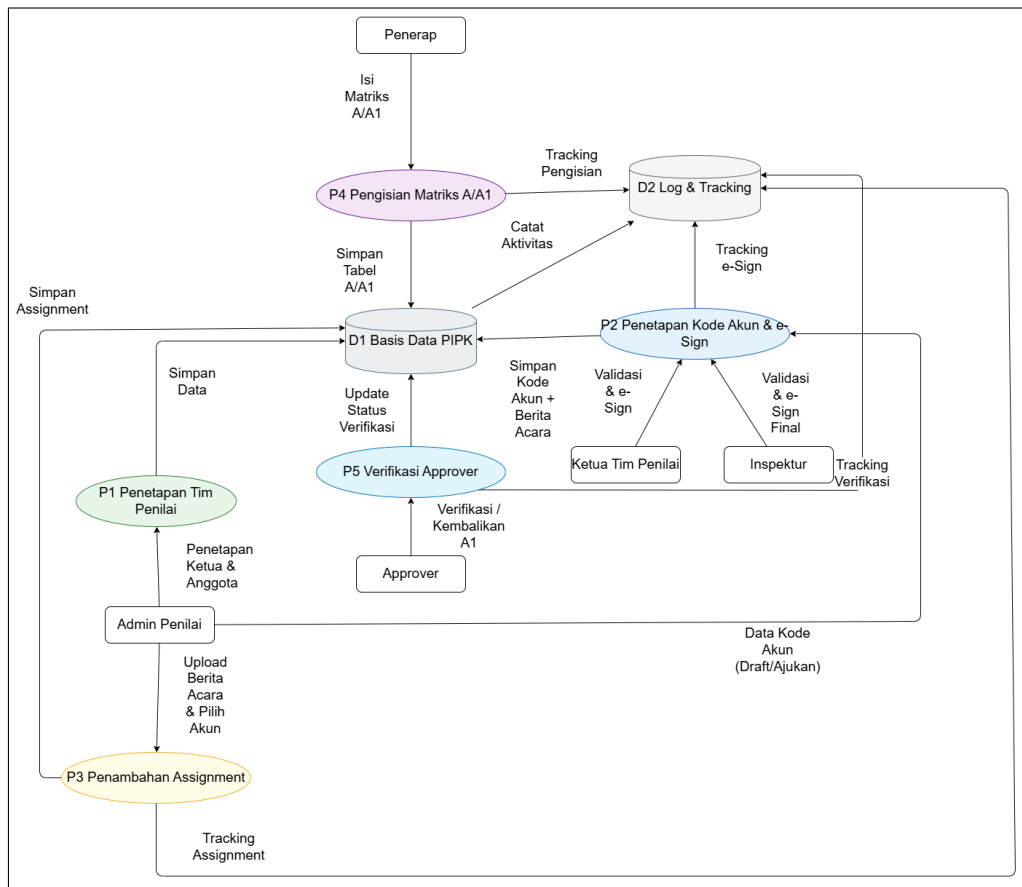 Penerap
Isi
Matriks
A/A1
Tracking
Pengisian
D2 Log & Tracking
P4 Pengisian Matriks A/A1
Catat
Aktivitas
Simpan
Tabel
A/A1
Tracking
e-Sign
Simpan
Assignment
D1 Basis Data PIPK
P2 Penetapan Kode Akun & e-
Sign
Simpan
Data
Update
Status
Verifikasi
Simpan
Kode
Akun +
Berita
Acara
Validasi
& e-
Sign
Validasi
& e-
Sign
Final
P5 Verifikasi Approver
Ketua Tim Penilai
Inspektur
Tracking
Verifikasi
P1 Penetapan Tim
Penilai
Verifikasi /
Kembalikan
A1
Penetapan
Ketua &
Anggota
Approver
Admin Penilai
Data Kode
Akun
(Draft/Ajukan)
Upload
Berita
Acara
& Pilih
Akun
P3 Penambahan Assignment
Tracking
Assignment